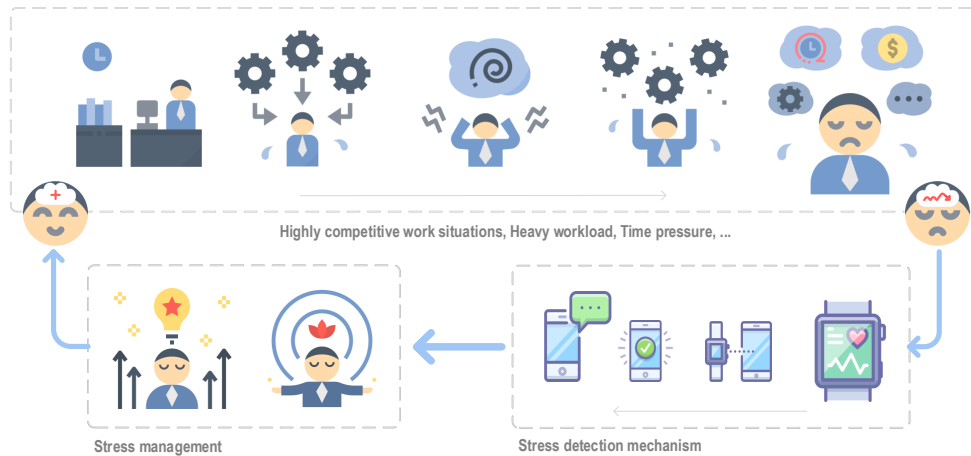 $
Highly competitive work situations, Heavy workload, Time pressure, ...
Stress management
Stress detection mechanism